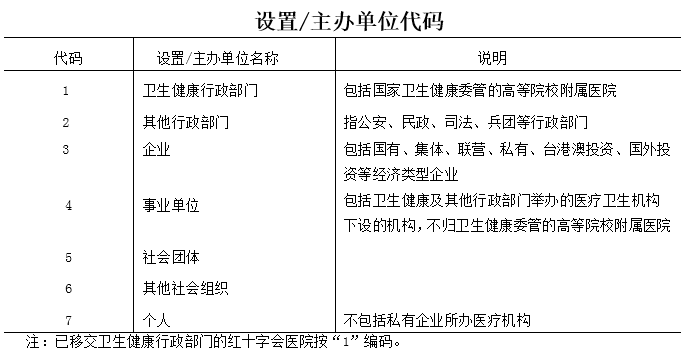 设置/主办单位代码
代码 设置/主办单位名称 说明
1 卫生健康行政部门 包括国家卫生健康委管的高等院校附属医院
2 其他行政部门 指公安、民政、司法、兵团等行政部门
3 企业 包括国有、集体、联营、私有、台港澳投资、国外投
资等经济类型企业
4 事业单位 包括卫生健康及其他行政部门举办的医疗卫生机构
下设的机构,不归卫生健康委管的高等院校附属医院
5 社会团体
6 其他社会组织
7 个人 不包括私有企业所办医疗机构
注:已移交卫生健康行政部门的红十字会医院按“1”编码。